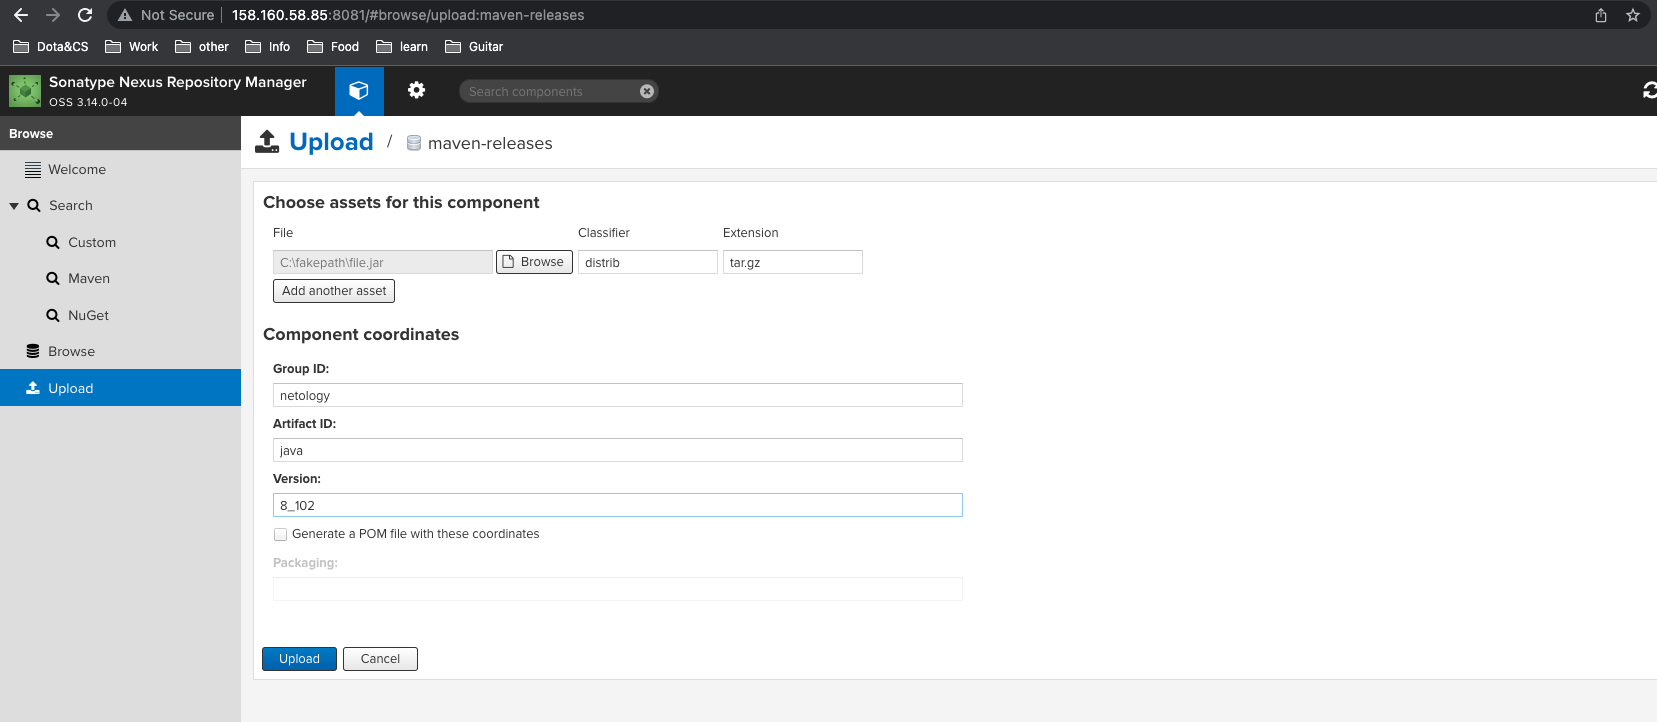 Not Secure 158.160.58.85:8081/#browse/upload:maven-releases
Dota&CS Work other Info Food learn Guitar
Sonatype Nexus Repository Manager
OSS 3.14.0-04
Search components
Browse
Welcome
Search
Custom
Maven
NuGet
Browse
Upload
Upload / maven-releases
Choose assets for this component
File Classifier Extension
C:\fakepath\file.jar Browse distrib tar.gz
Add another asset
Component coordinates
Group ID:
netology
Artifact ID:
java
Version:
8_102
Generate a POM file with these coordinates
Packaging:
Upload Cancel